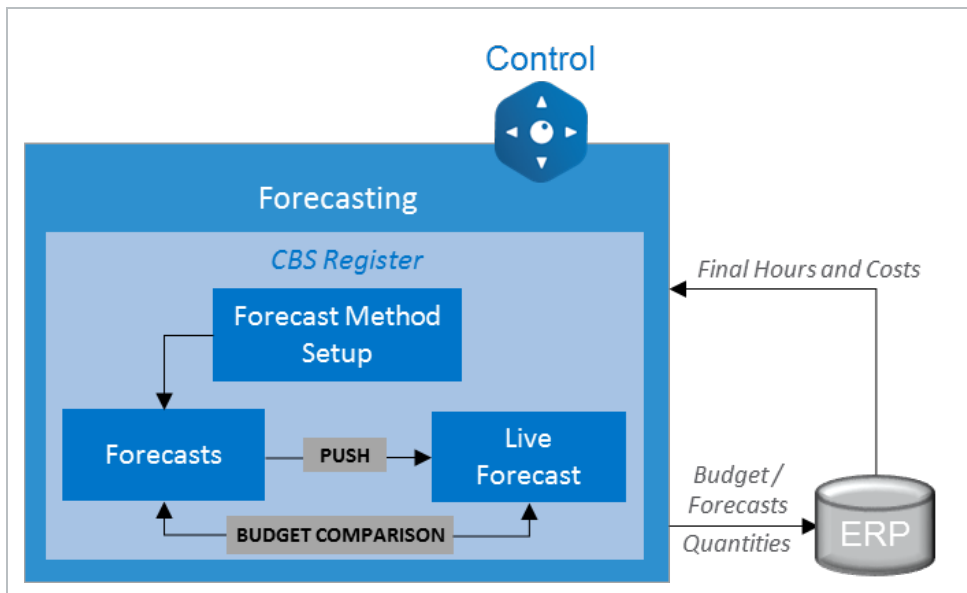 Control
Forecasting
CBS Register
Final Hours and Costs
Forecast Method
Setup
Forecasts
PUSH
Live
Forecast
Budget /
Forecasts
Quantities
BUDGET COMPARISON
ERP